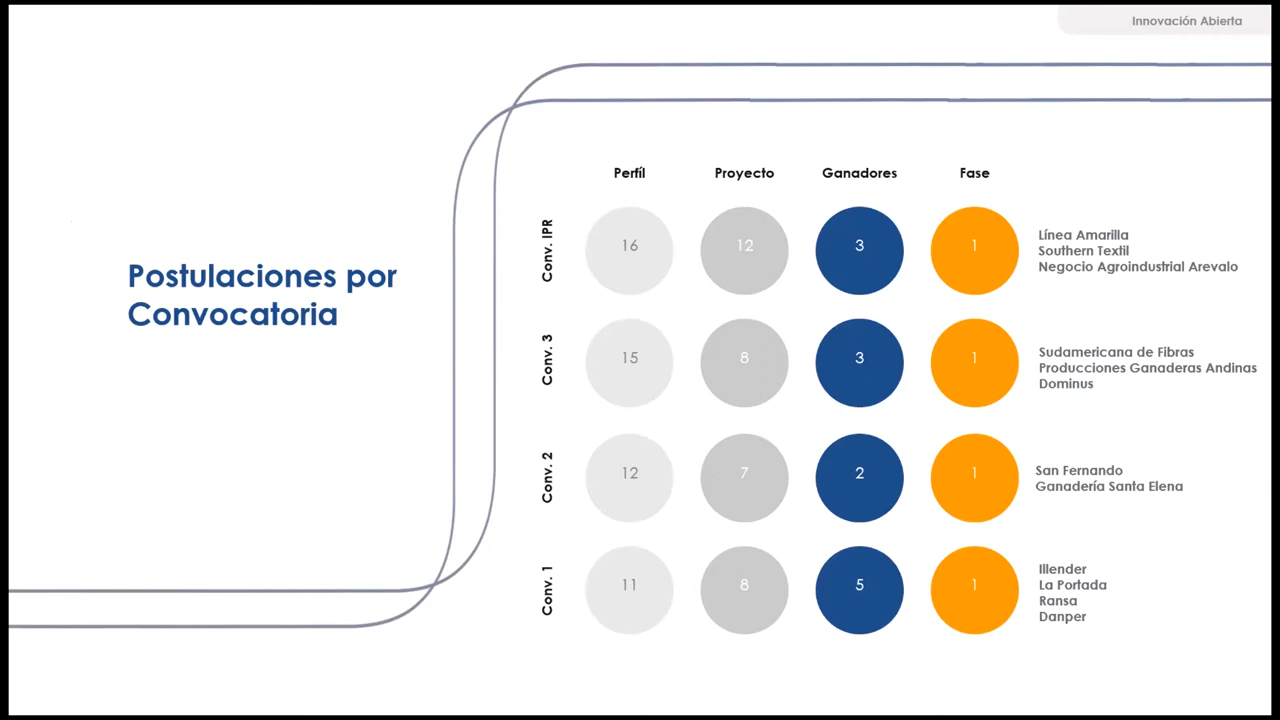 Innovación Abierta
Postulaciones por
Convocatoria
Perfíl Proyecto Ganadores Fase
Conv. IPR 16 12 3 1
Línea Amarilla
Southern Textil
Negocio Agroindustrial Arevalo
Conv. 3 15 8 3 1
Sudamericana de Fibras
Producciones Ganaderas Andinas
Dominus
Conv. 2 12 7 2 1
San Fernando
Ganadería Santa Elena
Conv. 1 11 8 5 1
Illender
La Portada
Ransa
Danper